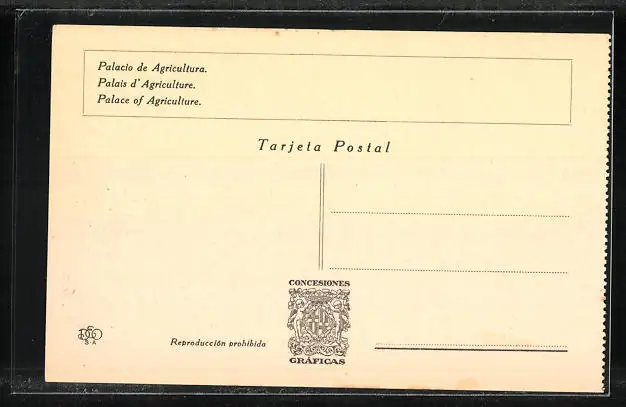 Palacio de Agricultura.
Palais d'Agriculture.
Palace of Agriculture.
Tarjeta Postal
CONCESIONES
GRÁFICAS
Reproducción prohibida
S·A